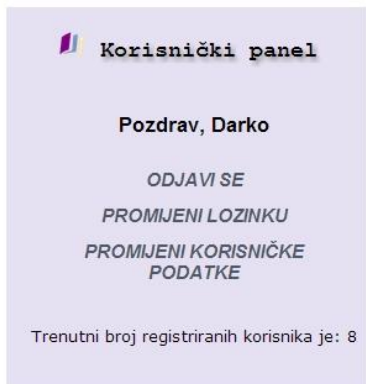 Korisnički panel
Pozdrav, Darko
ODJAVI SE
PROMIJENI LOZINKU
PROMIJENI KORISNIČKE
PODATKE
Trenutni broj registriranih korisnika je: 8